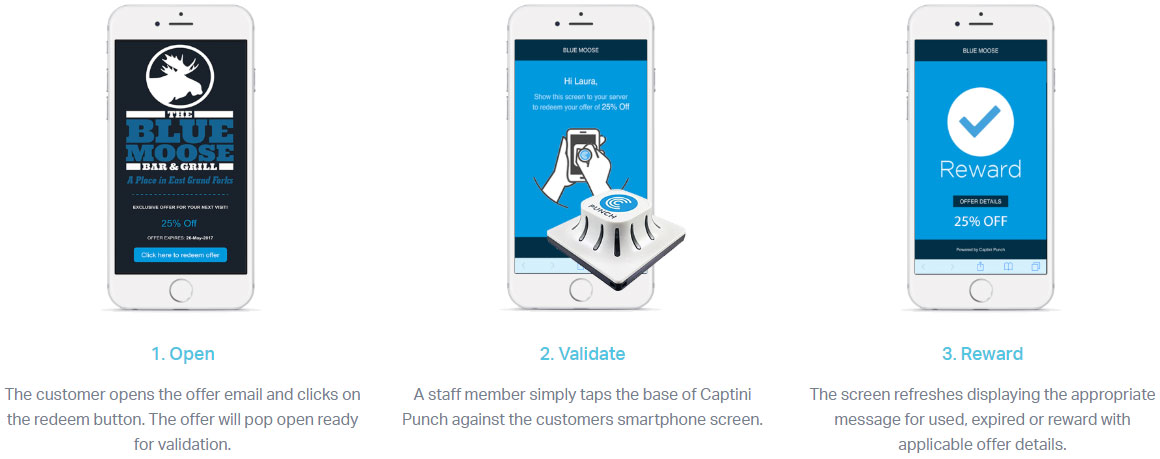 THE
BLUE
MOOSE
BAR & GRILL
A Place in East Grand Forks
EXCLUSIVE OFFER FOR YOUR NEXT VISIT!
25% Off
OFFER EXPIRES: 26-May-2017
Click here to redeem offer
1. Open
The customer opens the offer email and clicks on
the redeem button. The offer will pop open ready
for validation.
BLUE MOOSE
Hi Laura,
Show this screen to your server
to redeem your offer of 25% Off
PUNCH
2. Validate
A staff member simply taps the base of Captini
Punch against the customers smartphone screen.
BLUE MOOSE
Reward
OFFER DETAILS
25% OFF
Powered by Captini Punch
3. Reward
The screen refreshes displaying the appropriate
message for used, expired or reward with
applicable offer details.